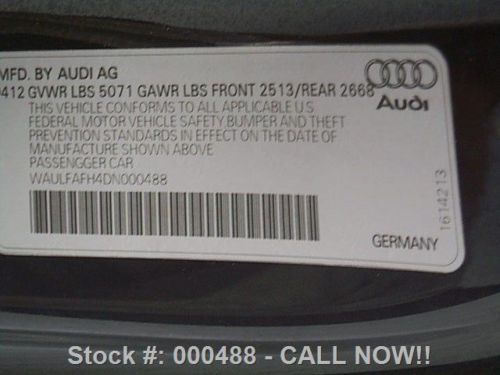 MFD. BY AUDI AG
0412 GVWR LBS 5071 GAWR LBS FRONT 2513/REAR 2668
THIS VEHICLE CONFORMS TO ALL APPLICABLE U.S
FEDERAL MOTOR VEHICLE SAFETY BUMPER AND THEFT
PREVENTION STANDARDS IN EFFECT ON THE DATE OF
MANUFACTURE SHOWN ABOVE
PASSENGGER CAR
WAULFAFH4DN000488
Audi
1614213
GERMANY
Stock #: 000488 - CALL NOW!!